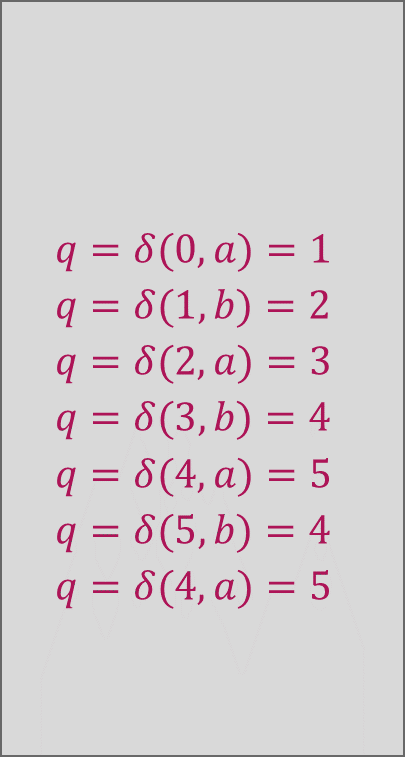 q = δ(0, a) = 1
q = δ(1, b) = 2
q = δ(2, a) = 3
q = δ(3, b) = 4
q = δ(4, a) = 5
q = δ(5, b) = 4
q = δ(4, a) = 5